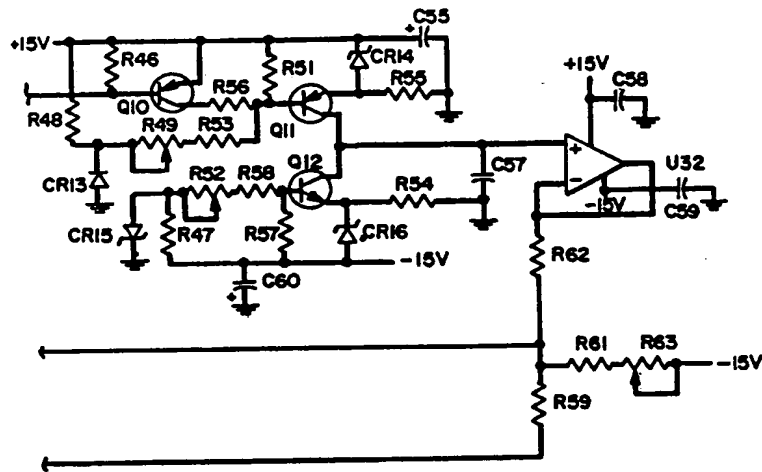 C55
+
+15V
R46
CR14
R51
R55
R56
Q10
Q11
+15V
C58
R48
R49
R53
Q12
+
U32
C57
CR13
R52
R58
R54
-
-15V
C59
CR15
R47
R57
CR16
R62
-15V
C60
+
R61
R63
-15V
R59